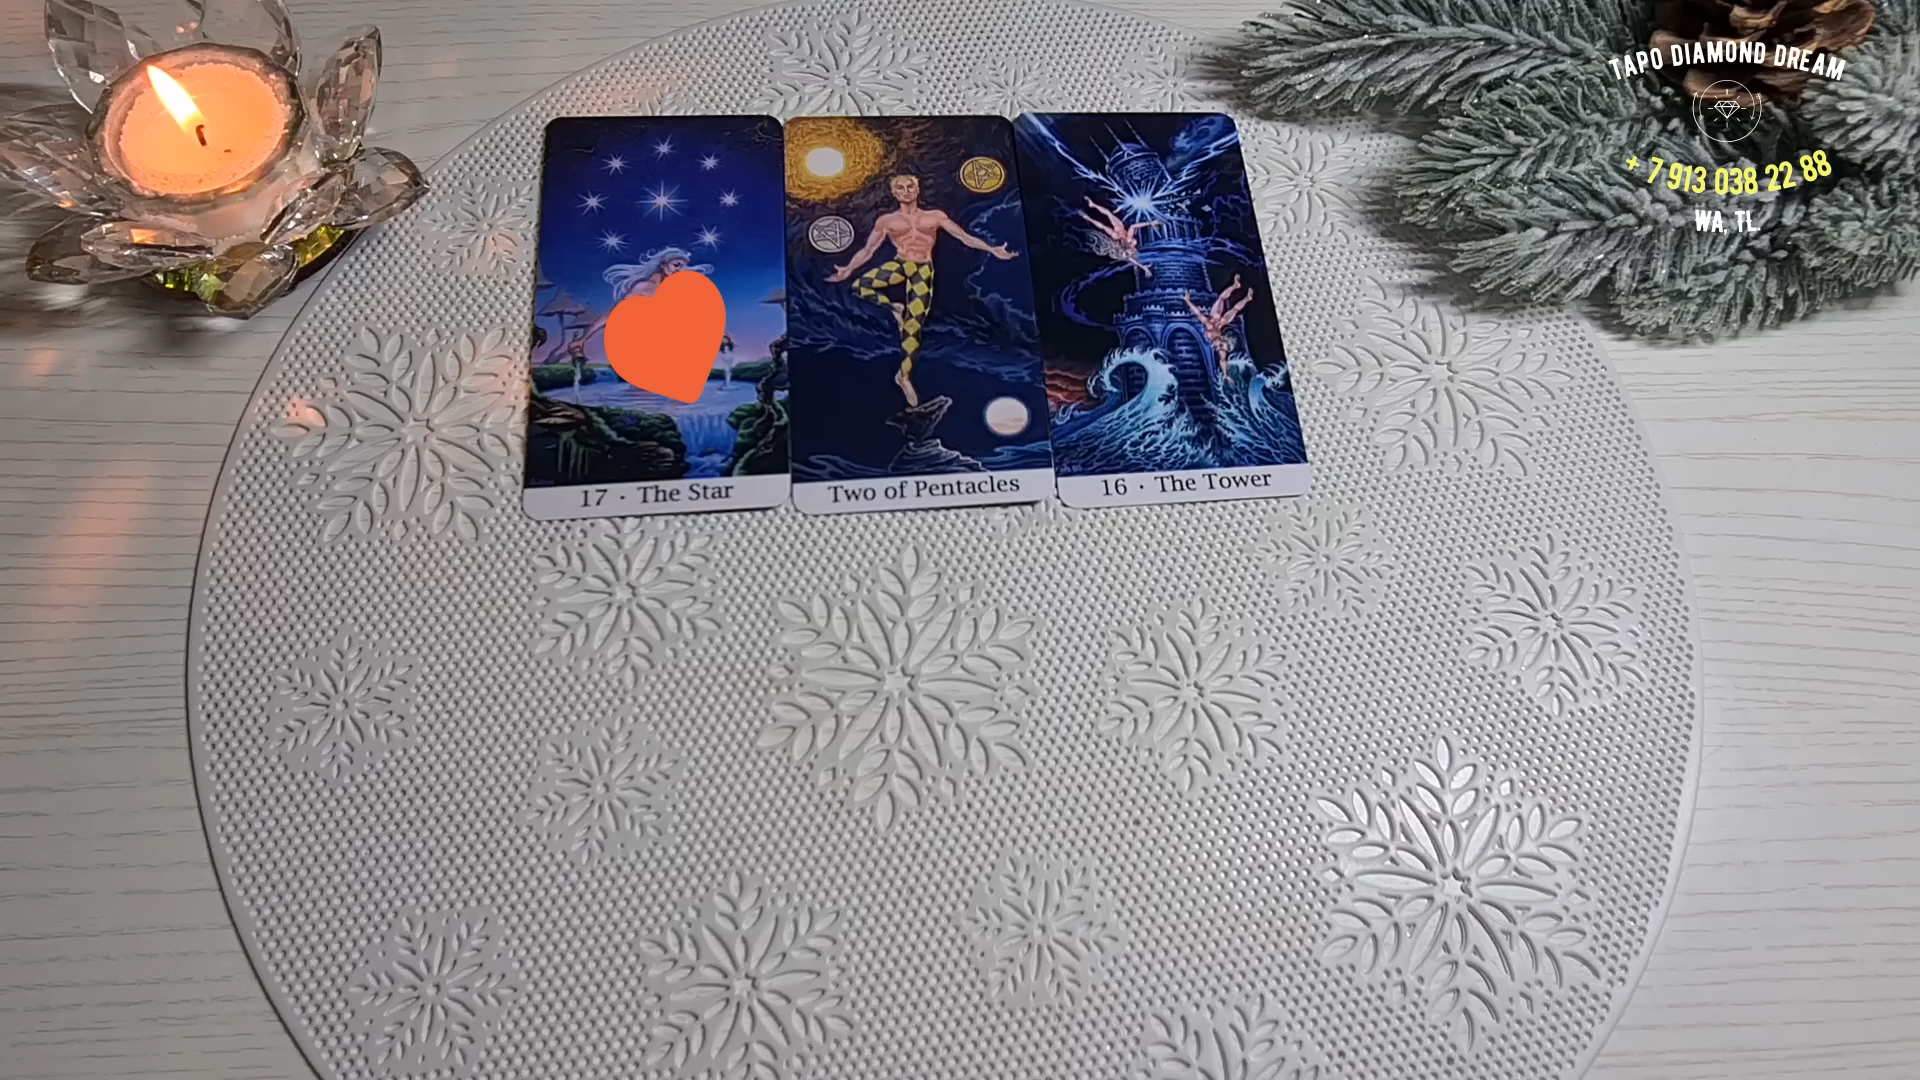 ТАРО DIAMOND DREAM
+ 7 913 038 22 88
WA, TL.
17 · The Star
Two of Pentacles
16 · The Tower